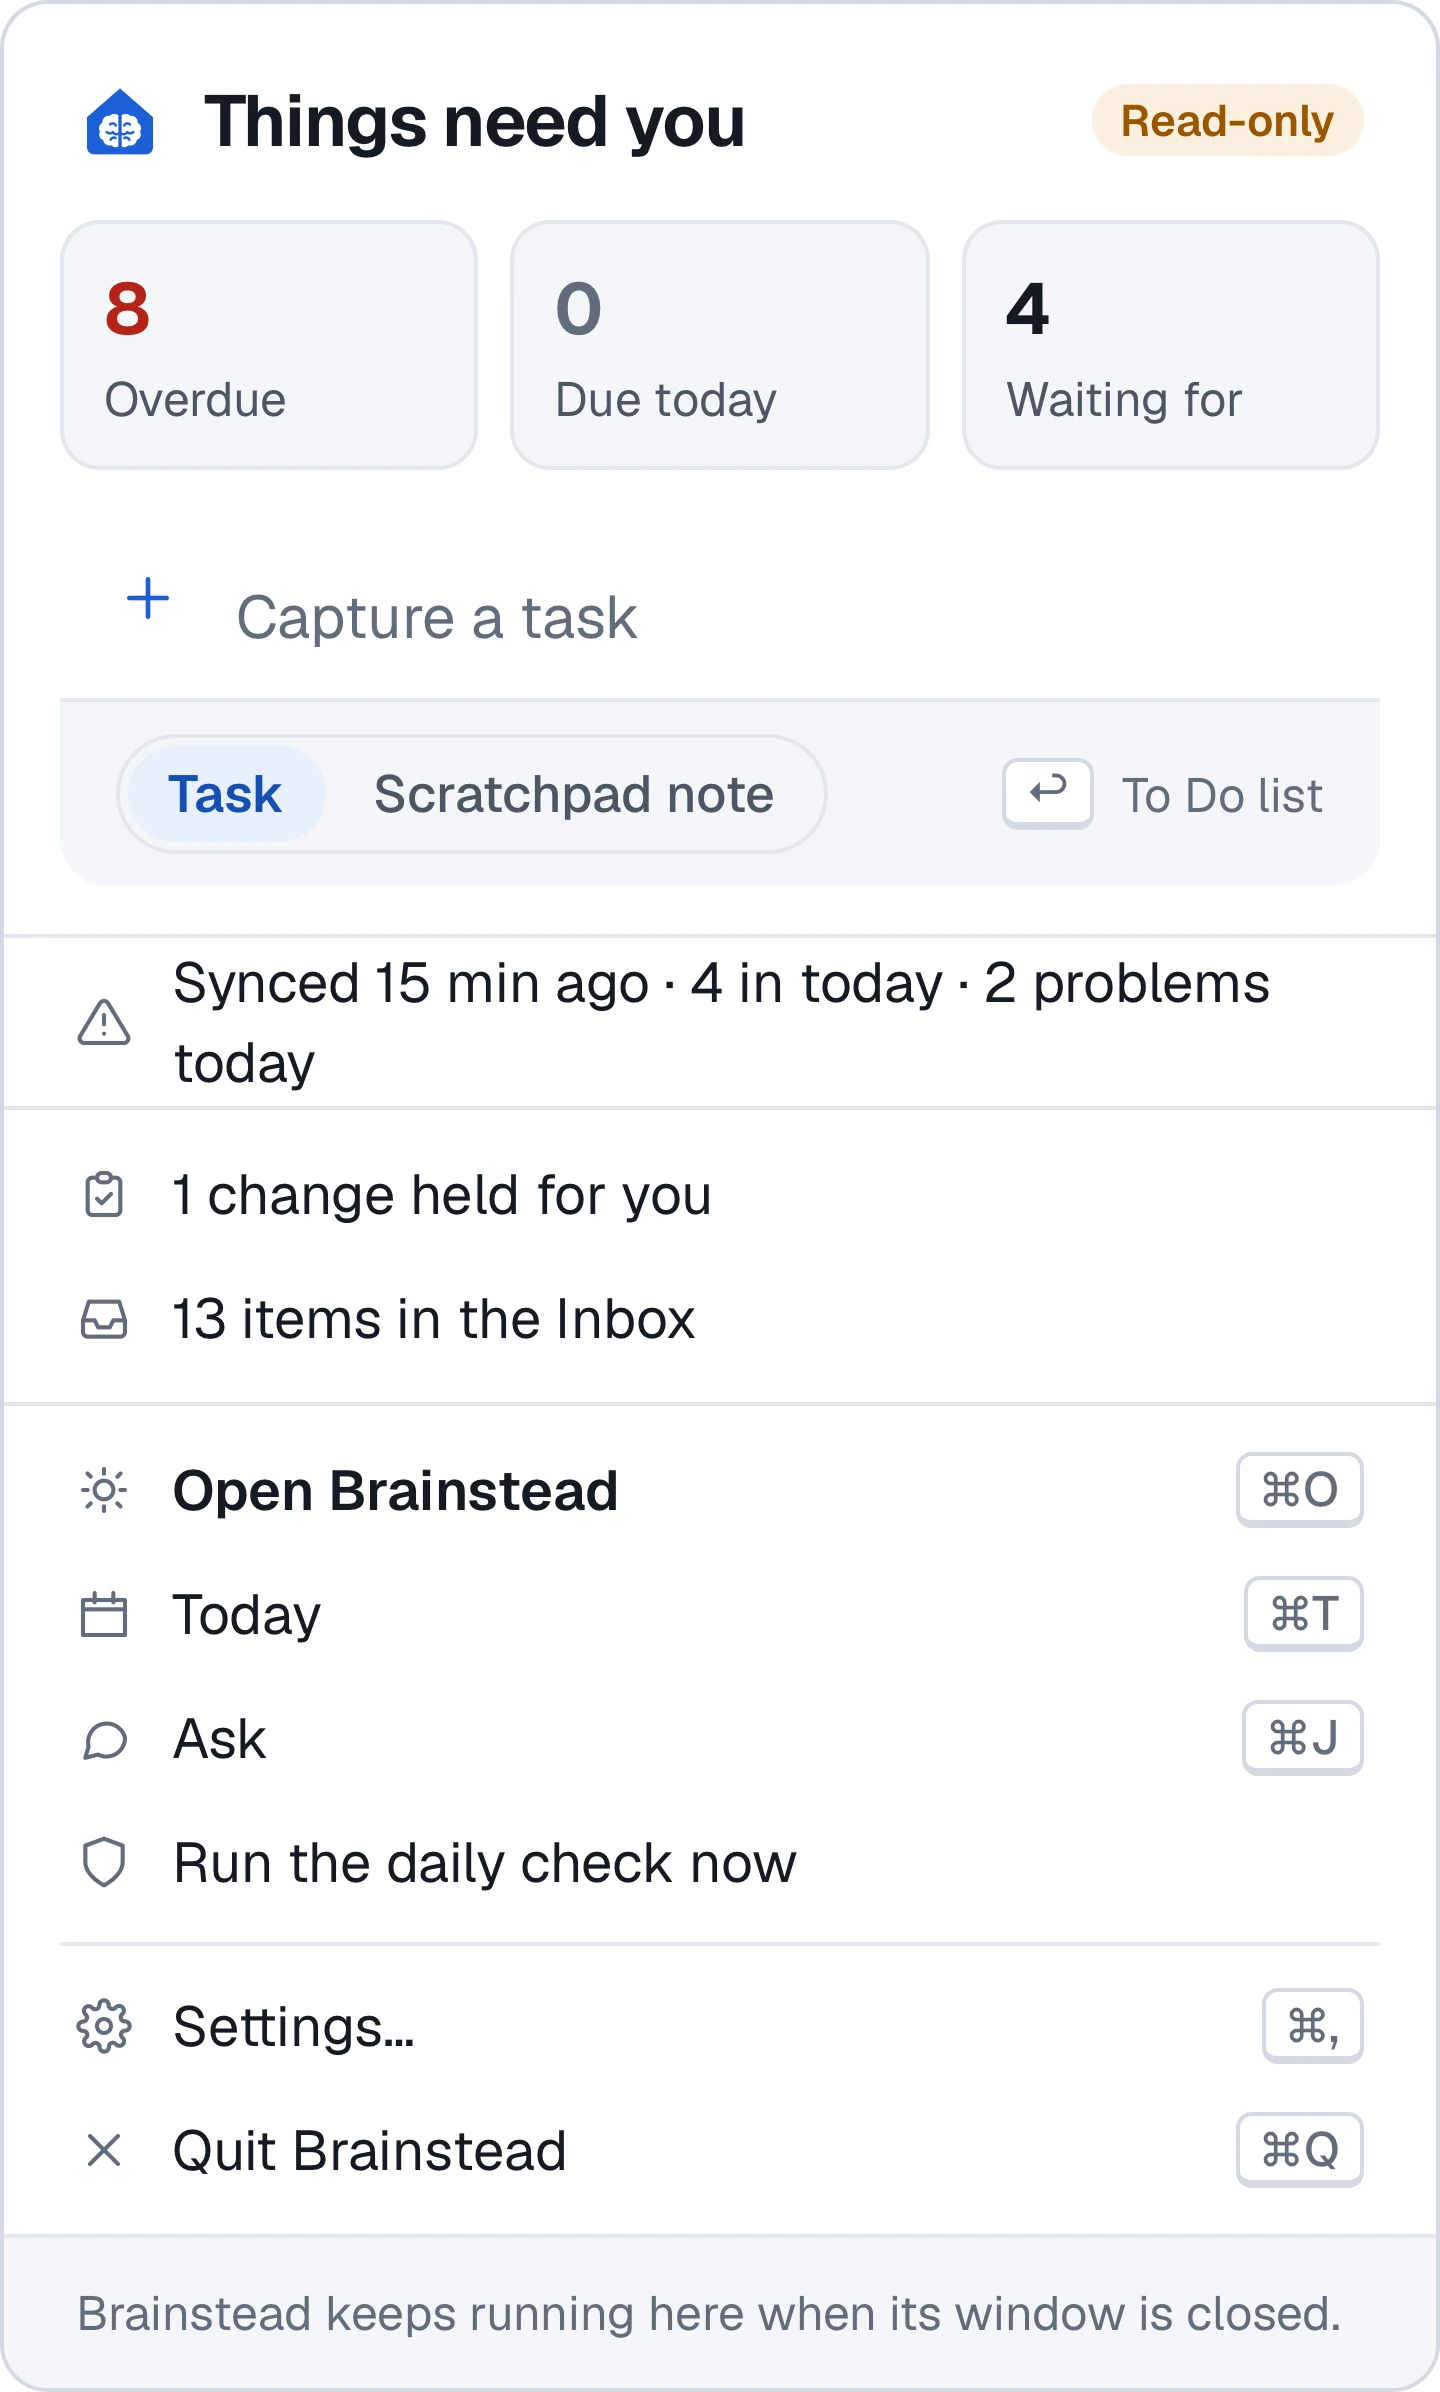 Things need you
Read-only
8
Overdue
0
Due today
4
Waiting for
Capture a task
Task
Scratchpad note
To Do list
Synced 15 min ago · 4 in today · 2 problems
today
1 change held for you
13 items in the Inbox
Open Brainstead
⌘O
Today
⌘T
Ask
⌘J
Run the daily check now
Settings...
⌘,
Quit Brainstead
⌘Q
Brainstead keeps running here when its window is closed.